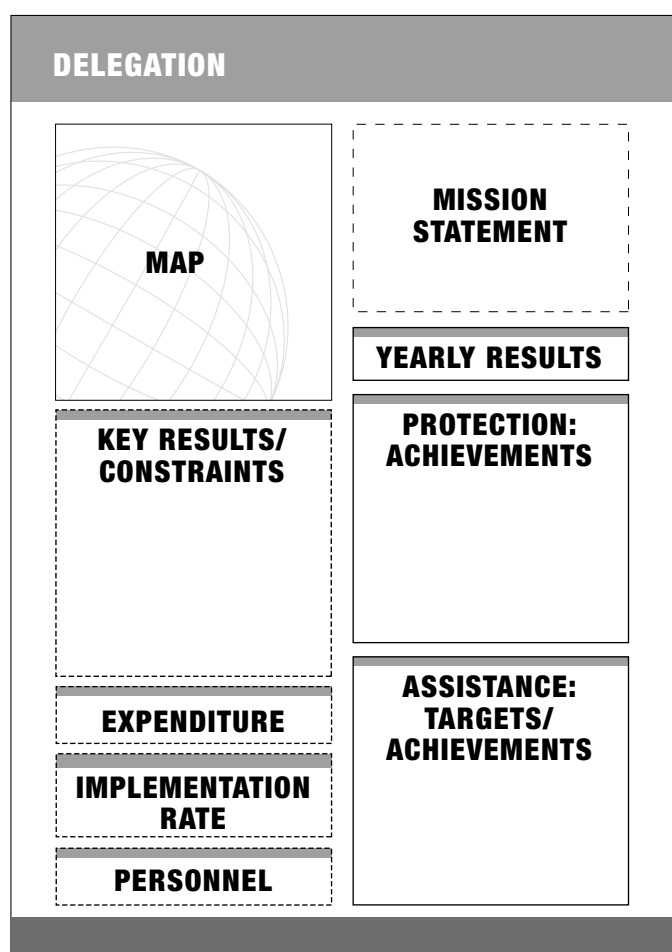 DELEGATION
MAP
KEY RESULTS/
CONSTRAINTS
EXPENDITURE
IMPLEMENTATION
RATE
PERSONNEL
MISSION
STATEMENT
YEARLY RESULTS
PROTECTION:
ACHIEVEMENTS
ASSISTANCE:
TARGETS/
ACHIEVEMENTS